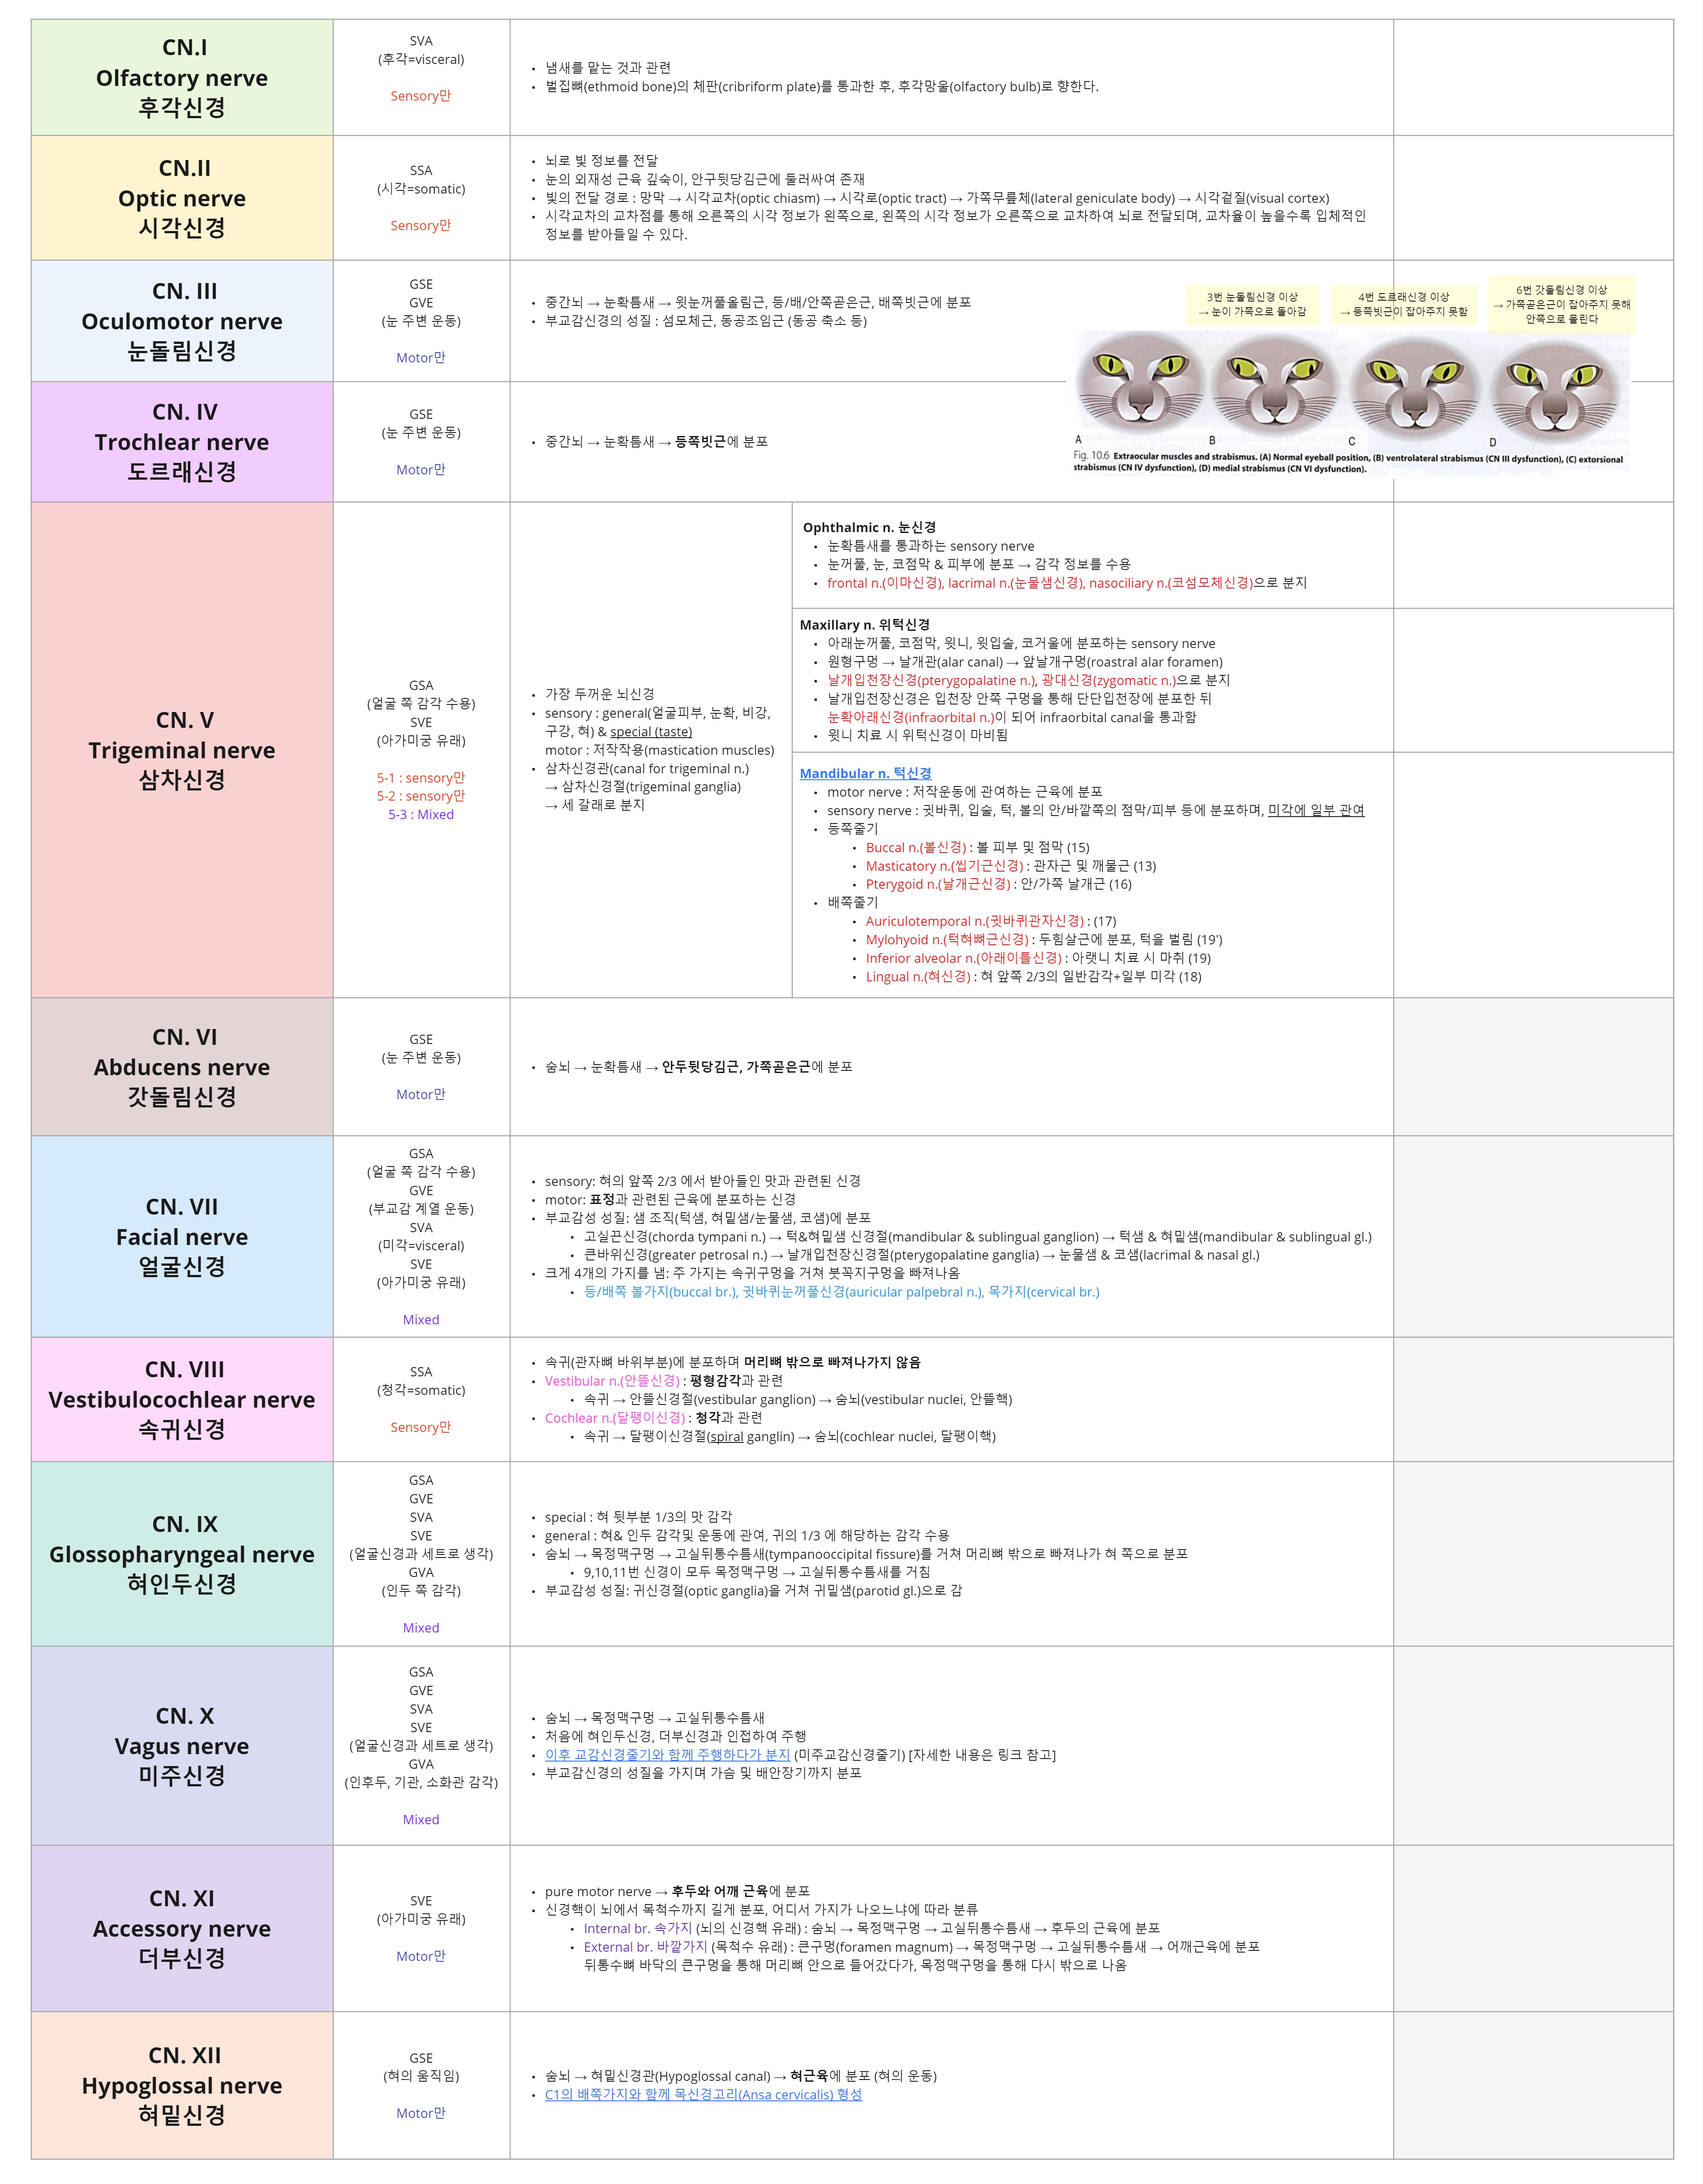 CN.I
Olfactory nerve
후각신경
SVA
(후각=visceral)
Sensory만
• 냄새를 맡는 것과 관련
• 벌집뼈(ethmoid bone)의 체판(cribriform plate)를 통과한 후, 후각망울(olfactory bulb)로 향한다.
CN.II
Optic nerve
시각신경
SSA
(시각=somatic)
Sensory만
• 뇌로 빛 정보를 전달
• 눈의 외재성 근육 깊숙이, 안구뒷당김근에 둘러싸여 존재
• 빛의 전달 경로 : 망막 → 시각교차(optic chiasm) → 시각로(optic tract) → 가쪽무릎체(lateral geniculate body) → 시각겉질(visual cortex)
• 시각교차의 교차점를 통해 오른쪽의 시각 정보가 왼쪽으로, 왼쪽의 시각 정보가 오른쪽으로 교차하여 뇌로 전달되며, 교차율이 높을수록 입체적인
정보를 받아들일 수 있다.
CN. III
Oculomotor nerve
눈돌림신경
GSE
GVE
(눈 주변 운동)
Motor만
• 중간뇌 → 눈확틈새 → 윗눈꺼풀올림근, 등/배/안쪽곧은근, 배쪽빗근에 분포
• 부교감신경의 성질 : 섬모체근, 동공조임근 (동공 축소 등)
3번 눈돌림신경 이상
→ 눈이 가쪽으로 돌아감
4번 도르래신경 이상
→ 등쪽빗근이 잡아주지 못함
6번 갓돌림신경 이상
→ 가쪽곧은근이 잡아주지 못해
안쪽으로 몰린다
A
B
C
D
Fig. 10.6 Extraocular muscles and strabismus. (A) Normal eyeball position, (B) ventrolateral strabismus (CN III dysfunction), (C) extorsional
strabismus (CN IV dysfunction), (D) medial strabismus (CN VI dysfunction).
CN. IV
Trochlear nerve
도르래신경
GSE
(눈 주변 운동)
Motor만
• 중간뇌 → 눈확틈새 → 등쪽빗근에 분포
CN. V
Trigeminal nerve
삼차신경
GSA
(얼굴 쪽 감각 수용)
SVE
(아가미궁 유래)
5-1 : sensory만
5-2 : sensory만
5-3 : Mixed
• 가장 두꺼운 뇌신경
• sensory : general(얼굴피부, 눈확, 비강,
구강, 혀) & special (taste)
motor : 저작작용(mastication muscles)
• 삼차신경관(canal for trigeminal n.)
→ 삼차신경절(trigeminal ganglia)
→ 세 갈래로 분지
Ophthalmic n. 눈신경
• 눈확틈새를 통과하는 sensory nerve
• 눈꺼풀, 눈, 코점막 & 피부에 분포 → 감각 정보를 수용
• frontal n.(이마신경), lacrimal n.(눈물샘신경), nasociliary n.(코섬모체신경)으로 분지
Maxillary n. 위턱신경
• 아래눈꺼풀, 코점막, 윗니, 윗입술, 코거울에 분포하는 sensory nerve
• 원형구멍 → 날개관(alar canal) → 앞날개구멍(roastral alar foramen)
• 날개입천장신경(pterygopalatine n.), 광대신경(zygomatic n.)으로 분지
• 날개입천장신경은 입천장 안쪽 구멍을 통해 단단입천장에 분포한 뒤
눈확아래신경(infraorbital n.)이 되어 infraorbital canal을 통과함
• 윗니 치료 시 위턱신경이 마비됨
Mandibular n. 턱신경
• motor nerve : 저작운동에 관여하는 근육에 분포
• sensory nerve : 귓바퀴, 입술, 턱, 볼의 안/바깥쪽의 점막/피부 등에 분포하며, 미각에 일부 관여
• 등쪽줄기
• Buccal n.(볼신경) : 볼 피부 및 점막 (15)
• Masticatory n.(씹기근신경) : 관자근 및 깨물근 (13)
• Pterygoid n.(날개근신경) : 안/가쪽 날개근 (16)
• 배쪽줄기
• Auriculotemporal n.(귓바퀴관자신경) : (17)
• Mylohyoid n.(턱혀뼈근신경) : 두힘살근에 분포, 턱을 벌림 (19')
• Inferior alveolar n.(아래이틀신경) : 아랫니 치료 시 마취 (19)
• Lingual n.(혀신경) : 혀 앞쪽 2/3의 일반감각+일부 미각 (18)
CN. VI
Abducens nerve
갓돌림신경
GSE
(눈 주변 운동)
Motor만
• 숨뇌 → 눈확틈새 → 안두뒷당김근, 가쪽곧은근에 분포
CN. VII
Facial nerve
얼굴신경
GSA
(얼굴 쪽 감각 수용)
GVE
(부교감 계열 운동)
SVA
(미각=visceral)
SVE
(아가미궁 유래)
Mixed
• sensory: 혀의 앞쪽 2/3 에서 받아들인 맛과 관련된 신경
• motor: 표정과 관련된 근육에 분포하는 신경
• 부교감성 성질: 샘 조직(턱샘, 혀밑샘/눈물샘, 코샘)에 분포
• 고실끈신경(chorda tympani n.) → 턱&혀밑샘 신경절(mandibular & sublingual ganglion) → 턱샘 & 혀밑샘(mandibular & sublingual gl.)
• 큰바위신경(greater petrosal n.) → 날개입천장신경절(pterygopalatine ganglia) → 눈물샘 & 코샘(lacrimal & nasal gl.)
• 크게 4개의 가지를 냄: 주 가지는 속귀구멍을 거쳐 붓꼭지구멍을 빠져나옴
• 등/배쪽 볼가지(buccal br.), 귓바퀴눈꺼풀신경(auricular palpebral n.), 목가지(cervical br.)
CN. VIII
Vestibulocochlear nerve
속귀신경
SSA
(청각=somatic)
Sensory만
• 속귀(관자뼈 바위부분)에 분포하며 머리뼈 밖으로 빠져나가지 않음
• Vestibular n.(안뜰신경) : 평형감각과 관련
• 속귀 → 안뜰신경절(vestibular ganglion) → 숨뇌(vestibular nuclei, 안뜰핵)
• Cochlear n.(달팽이신경) : 청각과 관련
• 속귀 → 달팽이신경절(spiral ganglin) → 숨뇌(cochlear nuclei, 달팽이핵)
CN. IX
Glossopharyngeal nerve
혀인두신경
GSA
GVE
SVA
SVE
(얼굴신경과 세트로 생각)
GVA
(인두 쪽 감각)
Mixed
• special : 혀 뒷부분 1/3의 맛 감각
• general : 혀& 인두 감각및 운동에 관여, 귀의 1/3 에 해당하는 감각 수용
• 숨뇌 → 목정맥구멍 → 고실뒤통수틈새(tympanooccipital fissure)를 거쳐 머리뼈 밖으로 빠져나가 혀 쪽으로 분포
• 9,10,11번 신경이 모두 목정맥구멍 → 고실뒤통수틈새를 거침
• 부교감성 성질: 귀신경절(optic ganglia)을 거쳐 귀밑샘(parotid gl.)으로 감
CN. X
Vagus nerve
미주신경
GSA
GVE
SVA
SVE
(얼굴신경과 세트로 생각)
GVA
(인후두, 기관, 소화관 감각)
Mixed
• 숨뇌 → 목정맥구멍 → 고실뒤통수틈새
• 처음에 혀인두신경, 더부신경과 인접하여 주행
• 이후 교감신경줄기와 함께 주행하다가 분지 (미주교감신경줄기) [자세한 내용은 링크 참고]
• 부교감신경의 성질을 가지며 가슴 및 배안장기까지 분포
CN. XI
Accessory nerve
더부신경
SVE
(아가미궁 유래)
Motor만
• pure motor nerve → 후두와 어깨 근육에 분포
• 신경핵이 뇌에서 목척수까지 길게 분포, 어디서 가지가 나오느냐에 따라 분류
• Internal br. 속가지 (뇌의 신경핵 유래) : 숨뇌 → 목정맥구멍 → 고실뒤통수틈새 → 후두의 근육에 분포
• External br. 바깥가지 (목척수 유래) : 큰구멍(foramen magnum) → 목정맥구멍 → 고실뒤통수틈새 → 어깨근육에 분포
뒤통수뼈 바닥의 큰구멍을 통해 머리뼈 안으로 들어갔다가, 목정맥구멍을 통해 다시 밖으로 나옴
CN. XII
Hypoglossal nerve
혀밑신경
GSE
(혀의 움직임)
Motor만
• 숨뇌 → 혀밑신경관(Hypoglossal canal) → 혀근육에 분포 (혀의 운동)
• C1의 배쪽가지와 함께 목신경고리(Ansa cervicalis) 형성